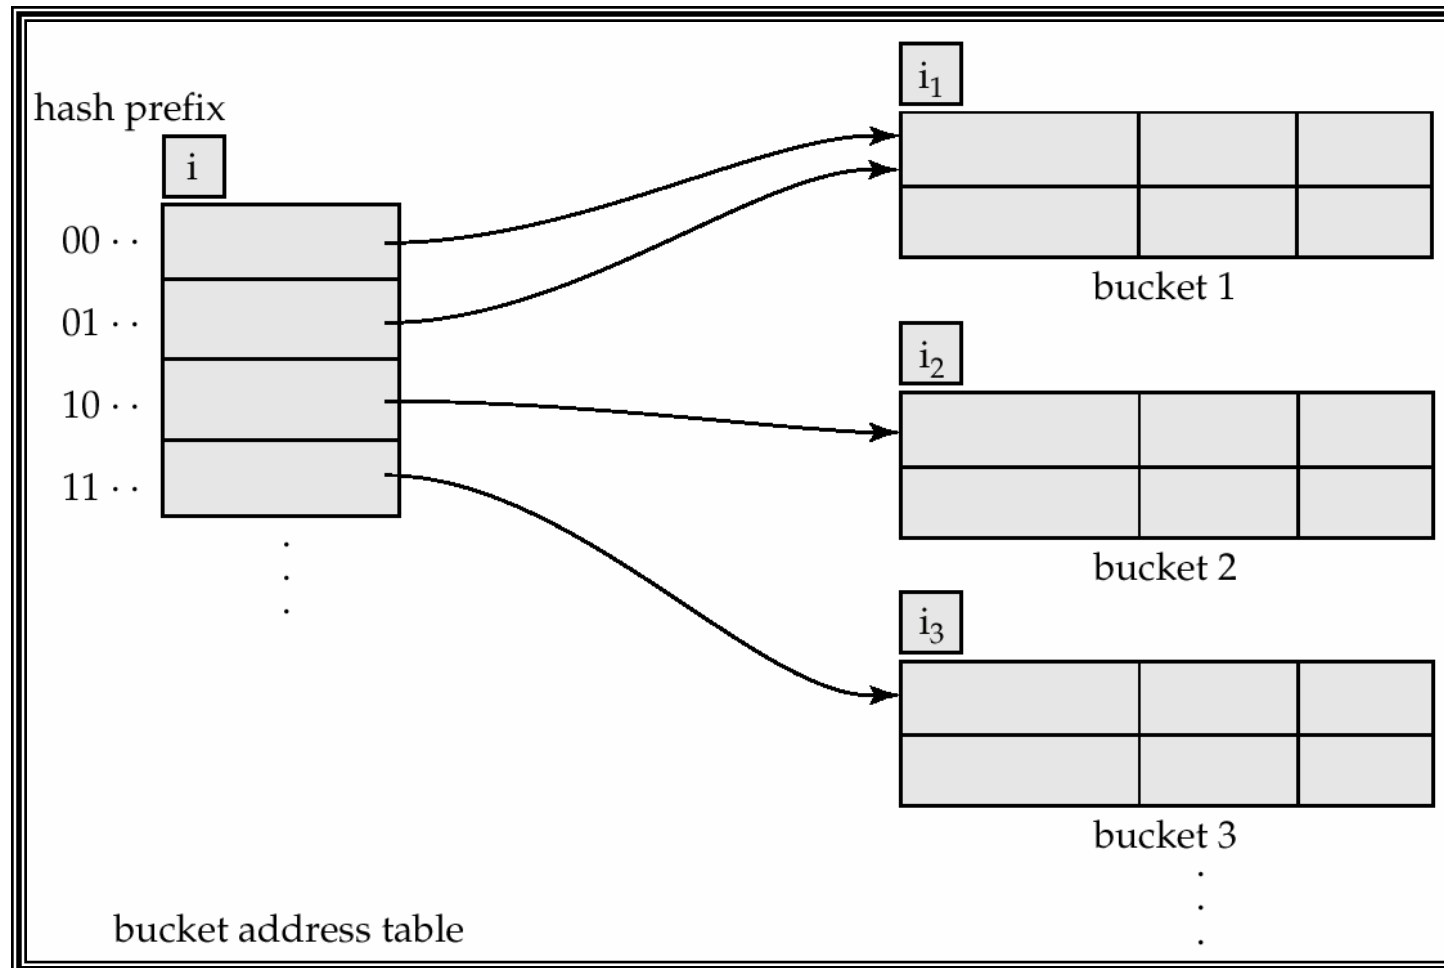 hash prefix
i
00 · ·
01 · ·
10 · ·
11 · ·
bucket address table
i₁
bucket 1
i₂
bucket 2
i₃
bucket 3